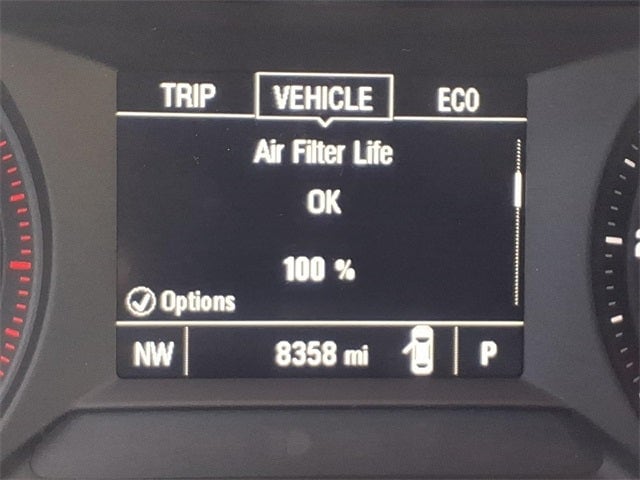 TRIP VEHICLE ECO
Air Filter Life
OK
100 %
Options
NW 8358 mi P